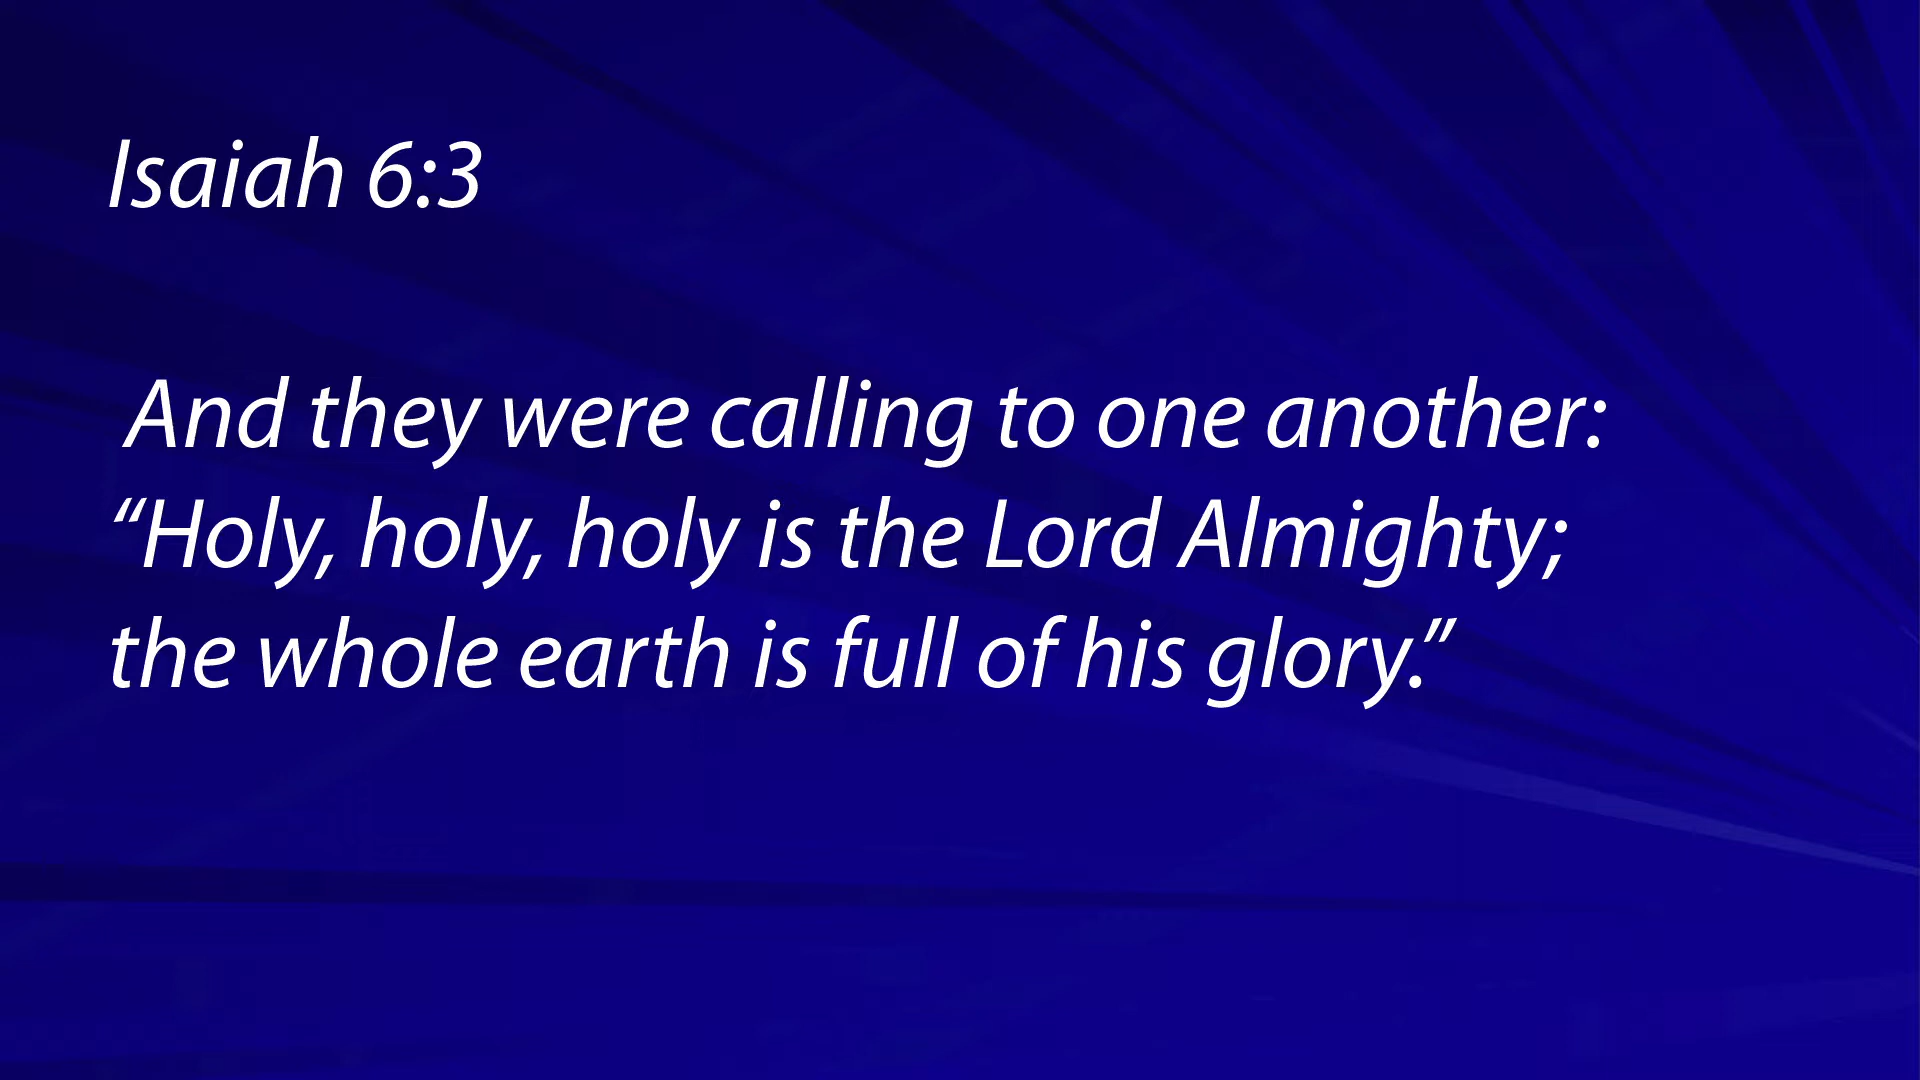 Isaiah 6:3
And they were calling to one another:
“Holy, holy, holy is the Lord Almighty;
the whole earth is full of his glory.”